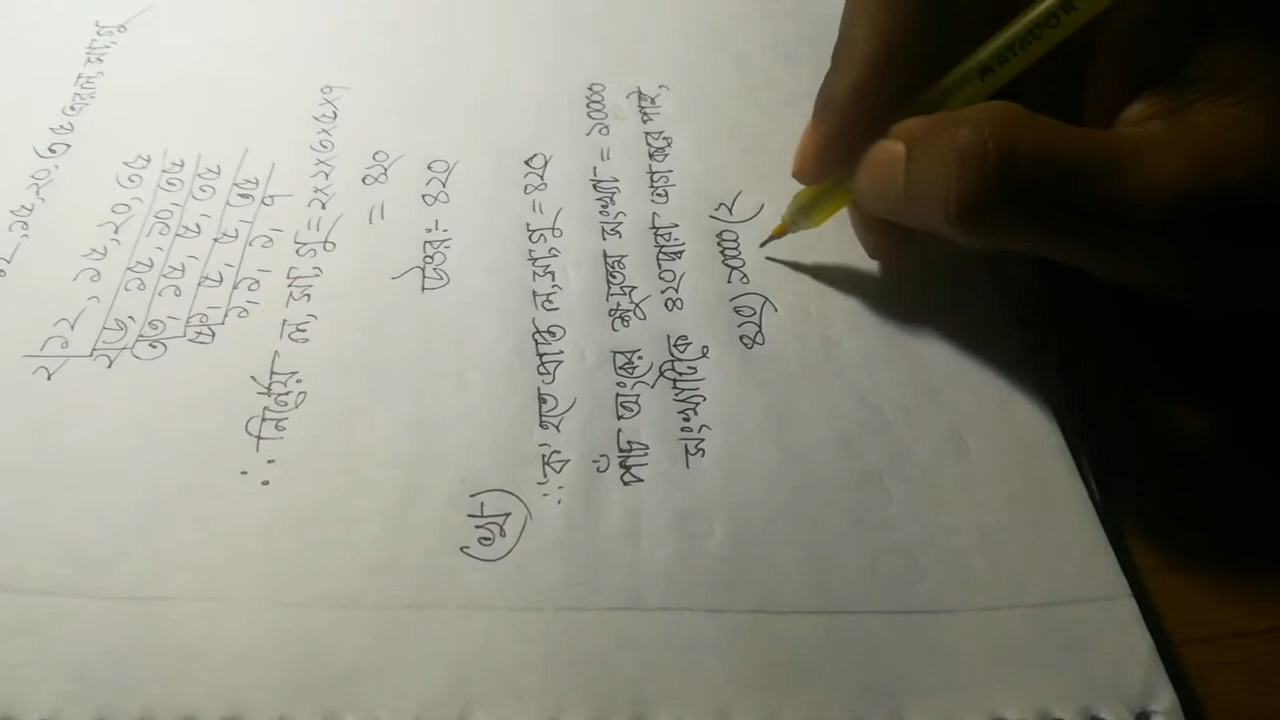 ১২, ১৫, ২০, ৩৫ এর ল, সা, গু
২) ১২, ১৫, ২০, ৩৫
২) ৬, ১৫, ১০, ৩৫
৩) ৩, ১৫, ৫, ৩৫
৫) ১, ৫, ৫, ৩৫
১, ১, ১, ৭
∴ নির্ণেয় ল, সা, গু = ২×২×৩×৫×৭
= ৪২০
উত্তরঃ- ৪২০
(খ)
'ক' হতে প্রাপ্ত ল, সা, গু = ৪২০
পাঁচ অংকের ক্ষুদ্রতম সংখ্যা = ১০০০০
সংখ্যাটিকে ৪২০ দ্বারা ভাগ করে পাই,
৪২০) ১০০০০ (২
MATADOR